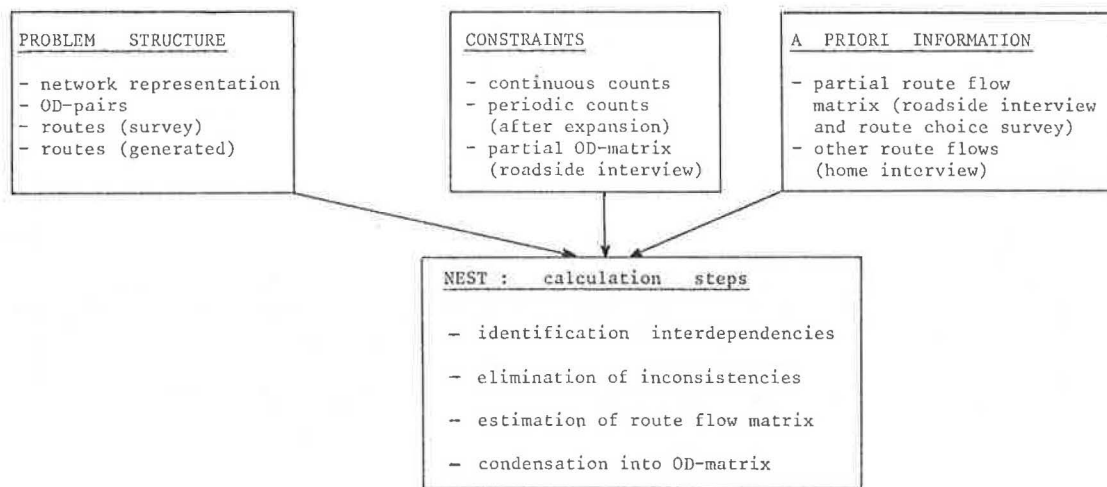 PROBLEM STRUCTURE
- network representation
- OD-pairs
- routes (survey)
- routes (generated)
CONSTRAINTS
- continuous counts
- periodic counts
(after expansion)
- partial OD-matrix
(roadside interview)
A PRIORI INFORMATION
- partial route flow
matrix (roadside interview
and route choice survey)
- other route flows
(home interview)
NEST : calculation steps
- identification interdependencies
- elimination of inconsistencies
- estimation of route flow matrix
- condensation into OD-matrix